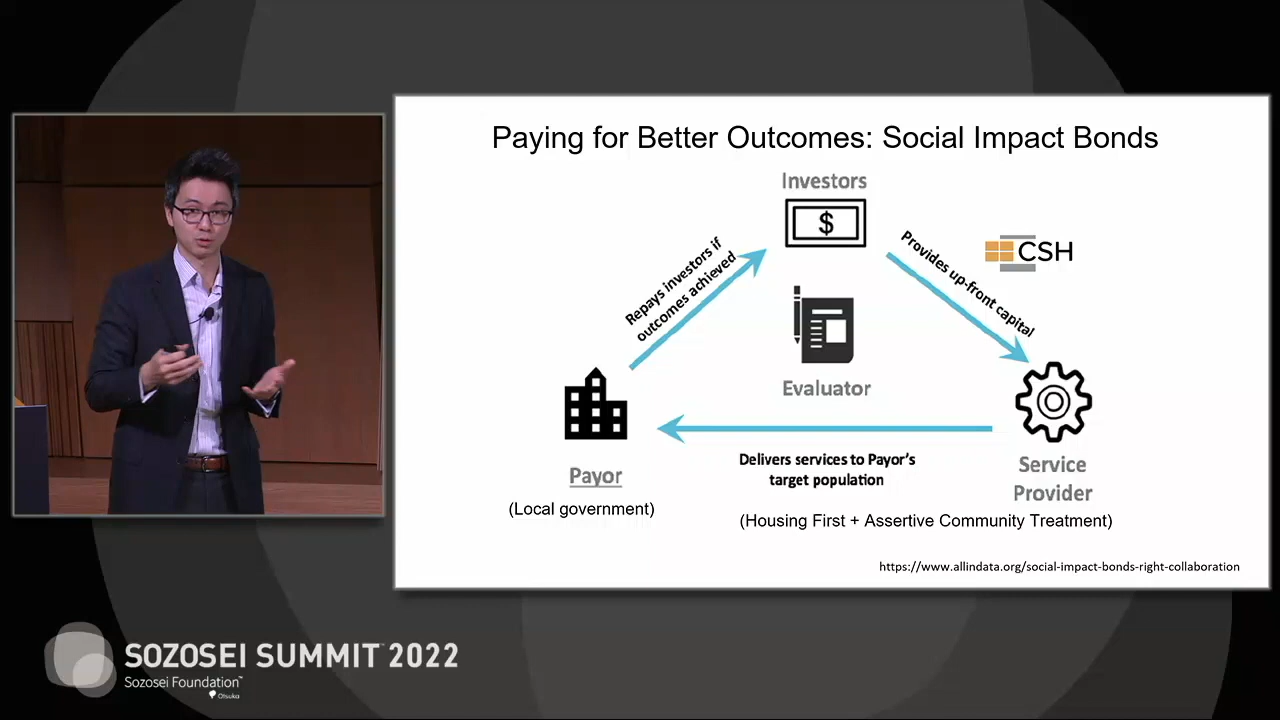 Paying for Better Outcomes: Social Impact Bonds
Investors
$
Repays investors if
outcomes achieved
Provides up-front capital
CSH
Evaluator
Payor
(Local government)
Delivers services to Payor's
target population
Service
Provider
(Housing First + Assertive Community Treatment)
https://www.allindata.org/social-impact-bonds-right-collaboration
SOZOSEI SUMMIT™ 2022
Sozosei Foundation™
Otsuka